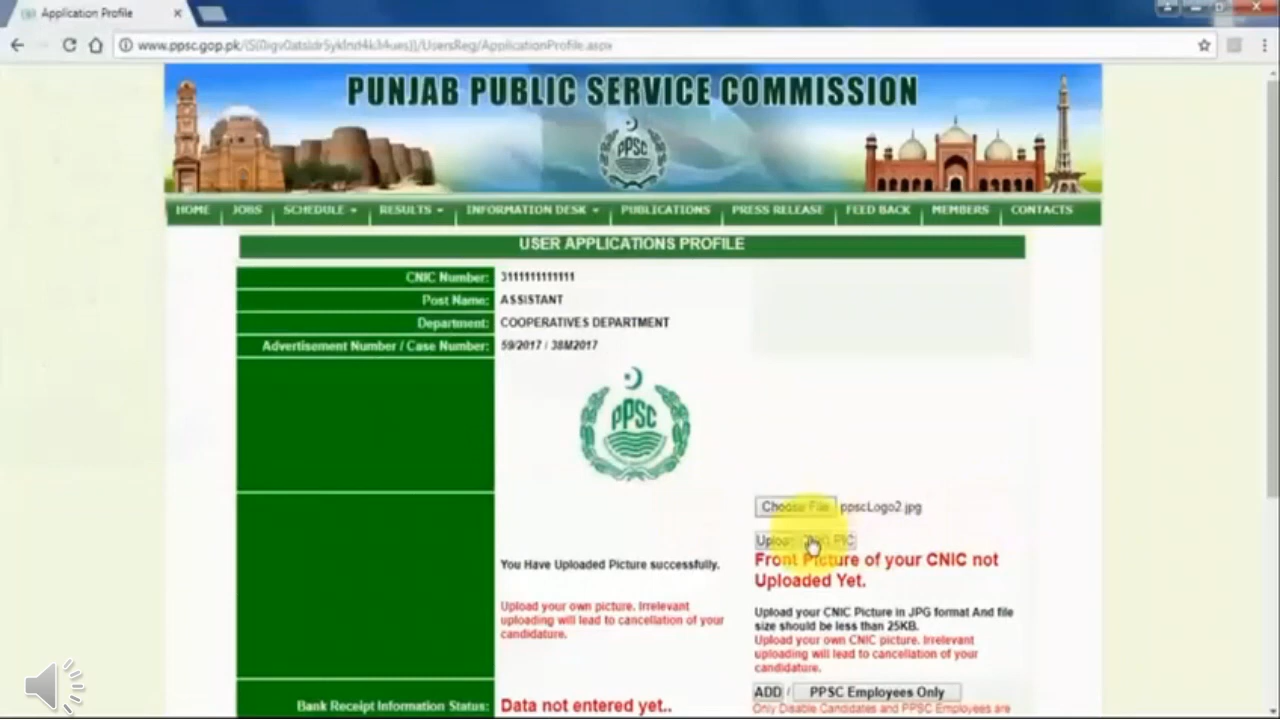 Application Profile
www.ppsc.gop.pk/ /UsersReg/ApplicationProfile.aspx
PUNJAB PUBLIC SERVICE COMMISSION
PPSC
HOME JOBS SCHEDULE RESULTS INFORMATION DESK PUBLICATIONS PRESS RELEASE FEED BACK MEMBERS CONTACTS
USER APPLICATIONS PROFILE
CNIC Number: 3111111111111
Post Name: ASSISTANT
Department: COOPERATIVES DEPARTMENT
Advertisement Number / Case Number: 59/2017 / 38M2017
PPSC
Choose File ppscLogo2.jpg
Upload CNIC PIC
Front Picture of your CNIC not
Uploaded Yet.
You Have Uploaded Picture successfully.
Upload your own picture. Irrelevant
uploading will lead to cancellation of your
candidature.
Upload your CNIC Picture in JPG format And file
size should be less than 25KB.
Upload your own CNIC picture. Irrelevant
uploading will lead to cancellation of your
candidature.
ADD / PPSC Employees Only
Only Disable Candidates and PPSC Employees are
Bank Receipt Information Status: Data not entered yet..